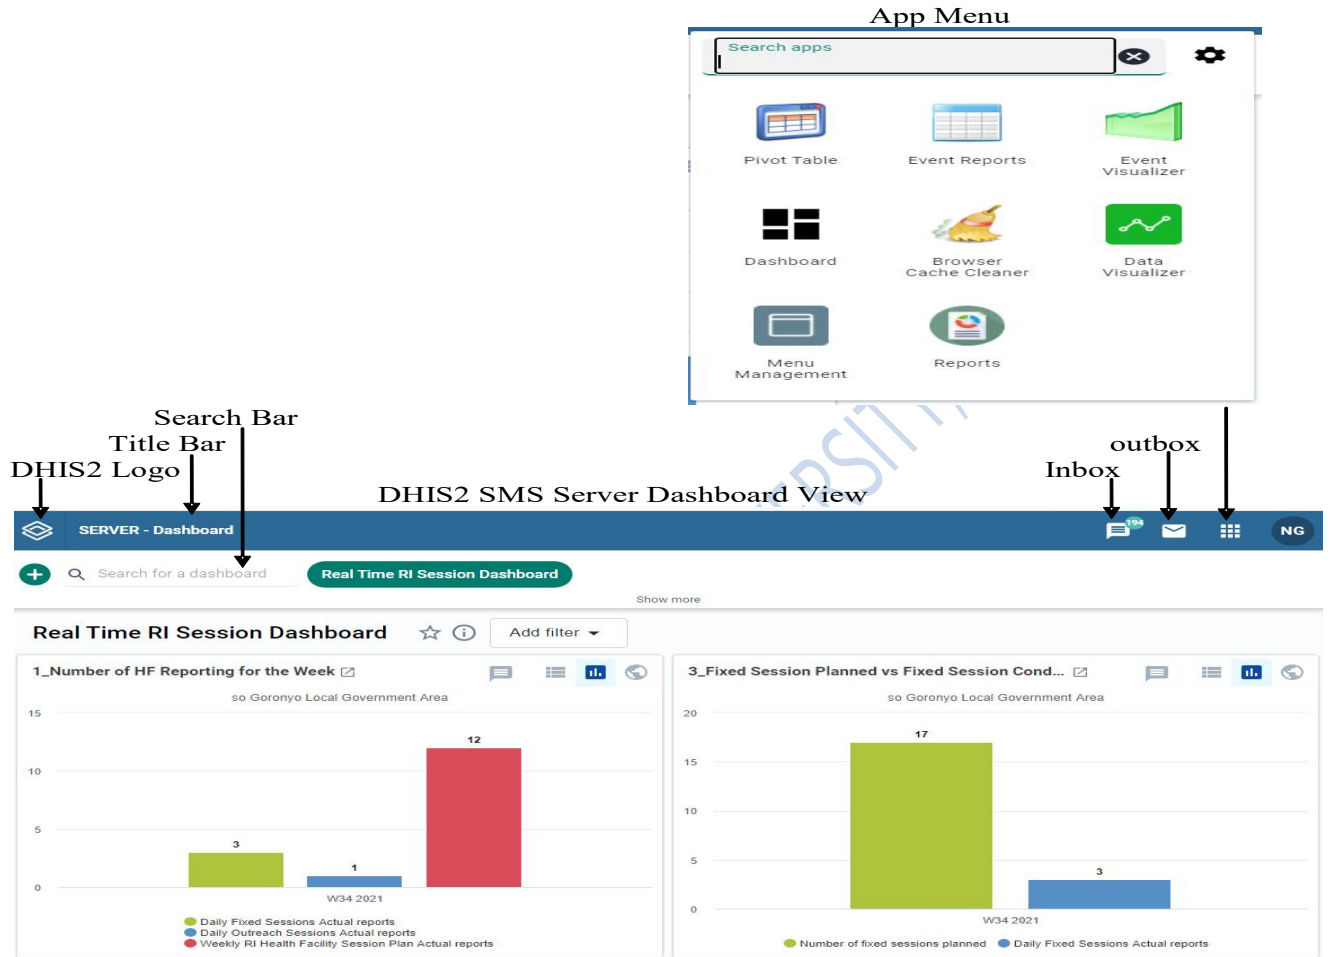 App Menu
Search apps
Pivot Table
Event Reports
Event
Visualizer
Dashboard
Browser
Cache Cleaner
Data
Visualizer
Menu
Management
Reports
Search Bar
Title Bar
DHIS2 Logo
outbox
Inbox
DHIS2 SMS Server Dashboard View
SERVER - Dashboard
194
NG
Search for a dashboard
Real Time RI Session Dashboard
Show more
Real Time RI Session Dashboard
Add filter
1_Number of HF Reporting for the Week
so Goronyo Local Government Area
15
10
5
0
3
1
12
W34 2021
Daily Fixed Sessions Actual reports
Daily Outreach Sessions Actual reports
Weekly RI Health Facility Session Plan Actual reports
3_Fixed Session Planned vs Fixed Session Cond...
so Goronyo Local Government Area
20
15
10
5
0
17
3
W34 2021
Number of fixed sessions planned
Daily Fixed Sessions Actual reports